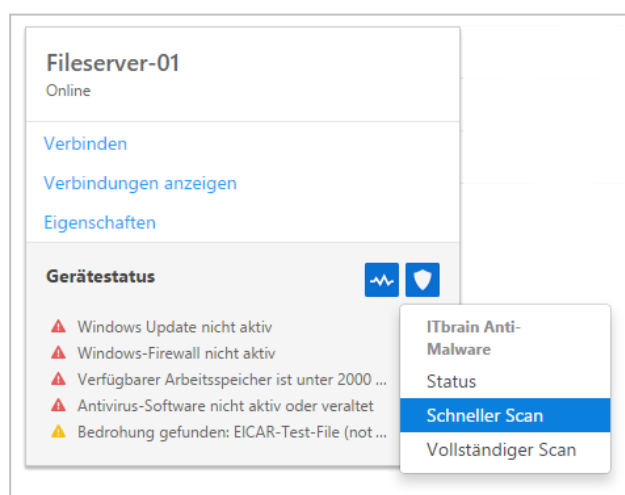 Fileserver-01
Online
Verbinden
Verbindungen anzeigen
Eigenschaften
Gerätestatus
Windows Update nicht aktiv
Windows-Firewall nicht aktiv
Verfügbarer Arbeitsspeicher ist unter 2000 ...
Antivirus-Software nicht aktiv oder veraltet
Bedrohung gefunden: EICAR-Test-File (not ...
ITbrain Anti-
Malware
Status
Schneller Scan
Vollständiger Scan